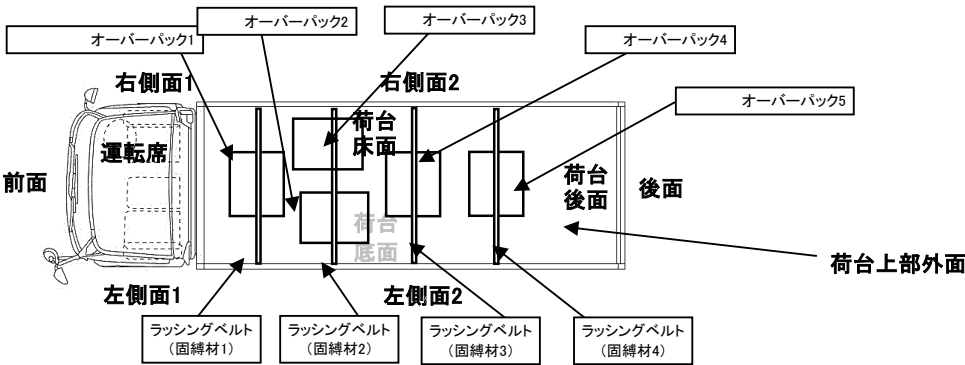 オーバーパック1
オーバーパック2
オーバーパック3
オーバーパック4
オーバーパック5
右側面1
右側面2
前面
運転席
荷台
床面
荷台
底面
荷台
後面
後面
荷台上部外面
左側面1
左側面2
ラッシングベルト
（固縛材1）
ラッシングベルト
（固縛材2）
ラッシングベルト
（固縛材3）
ラッシングベルト
（固縛材4）